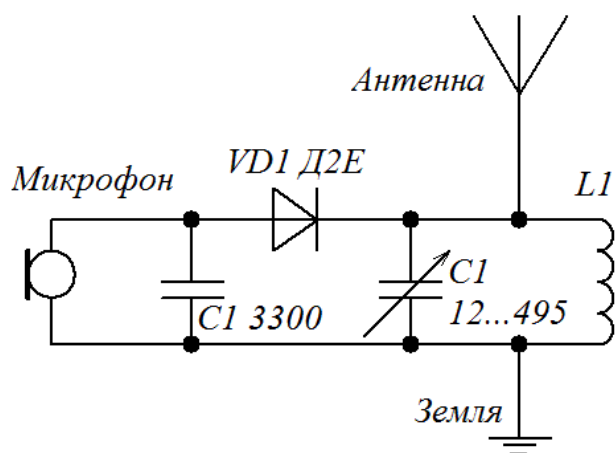 Антенна
VD1 Д2Е
Микрофон
L1
C1
12...495
C1 3300
Земля